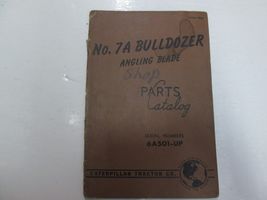 No. 7A BULLDOZER
ANGLING BLADE
Shop
PARTS
Catalog
SERIAL NUMBERS
6A501-UP
CATERPILLAR TRACTOR CO.